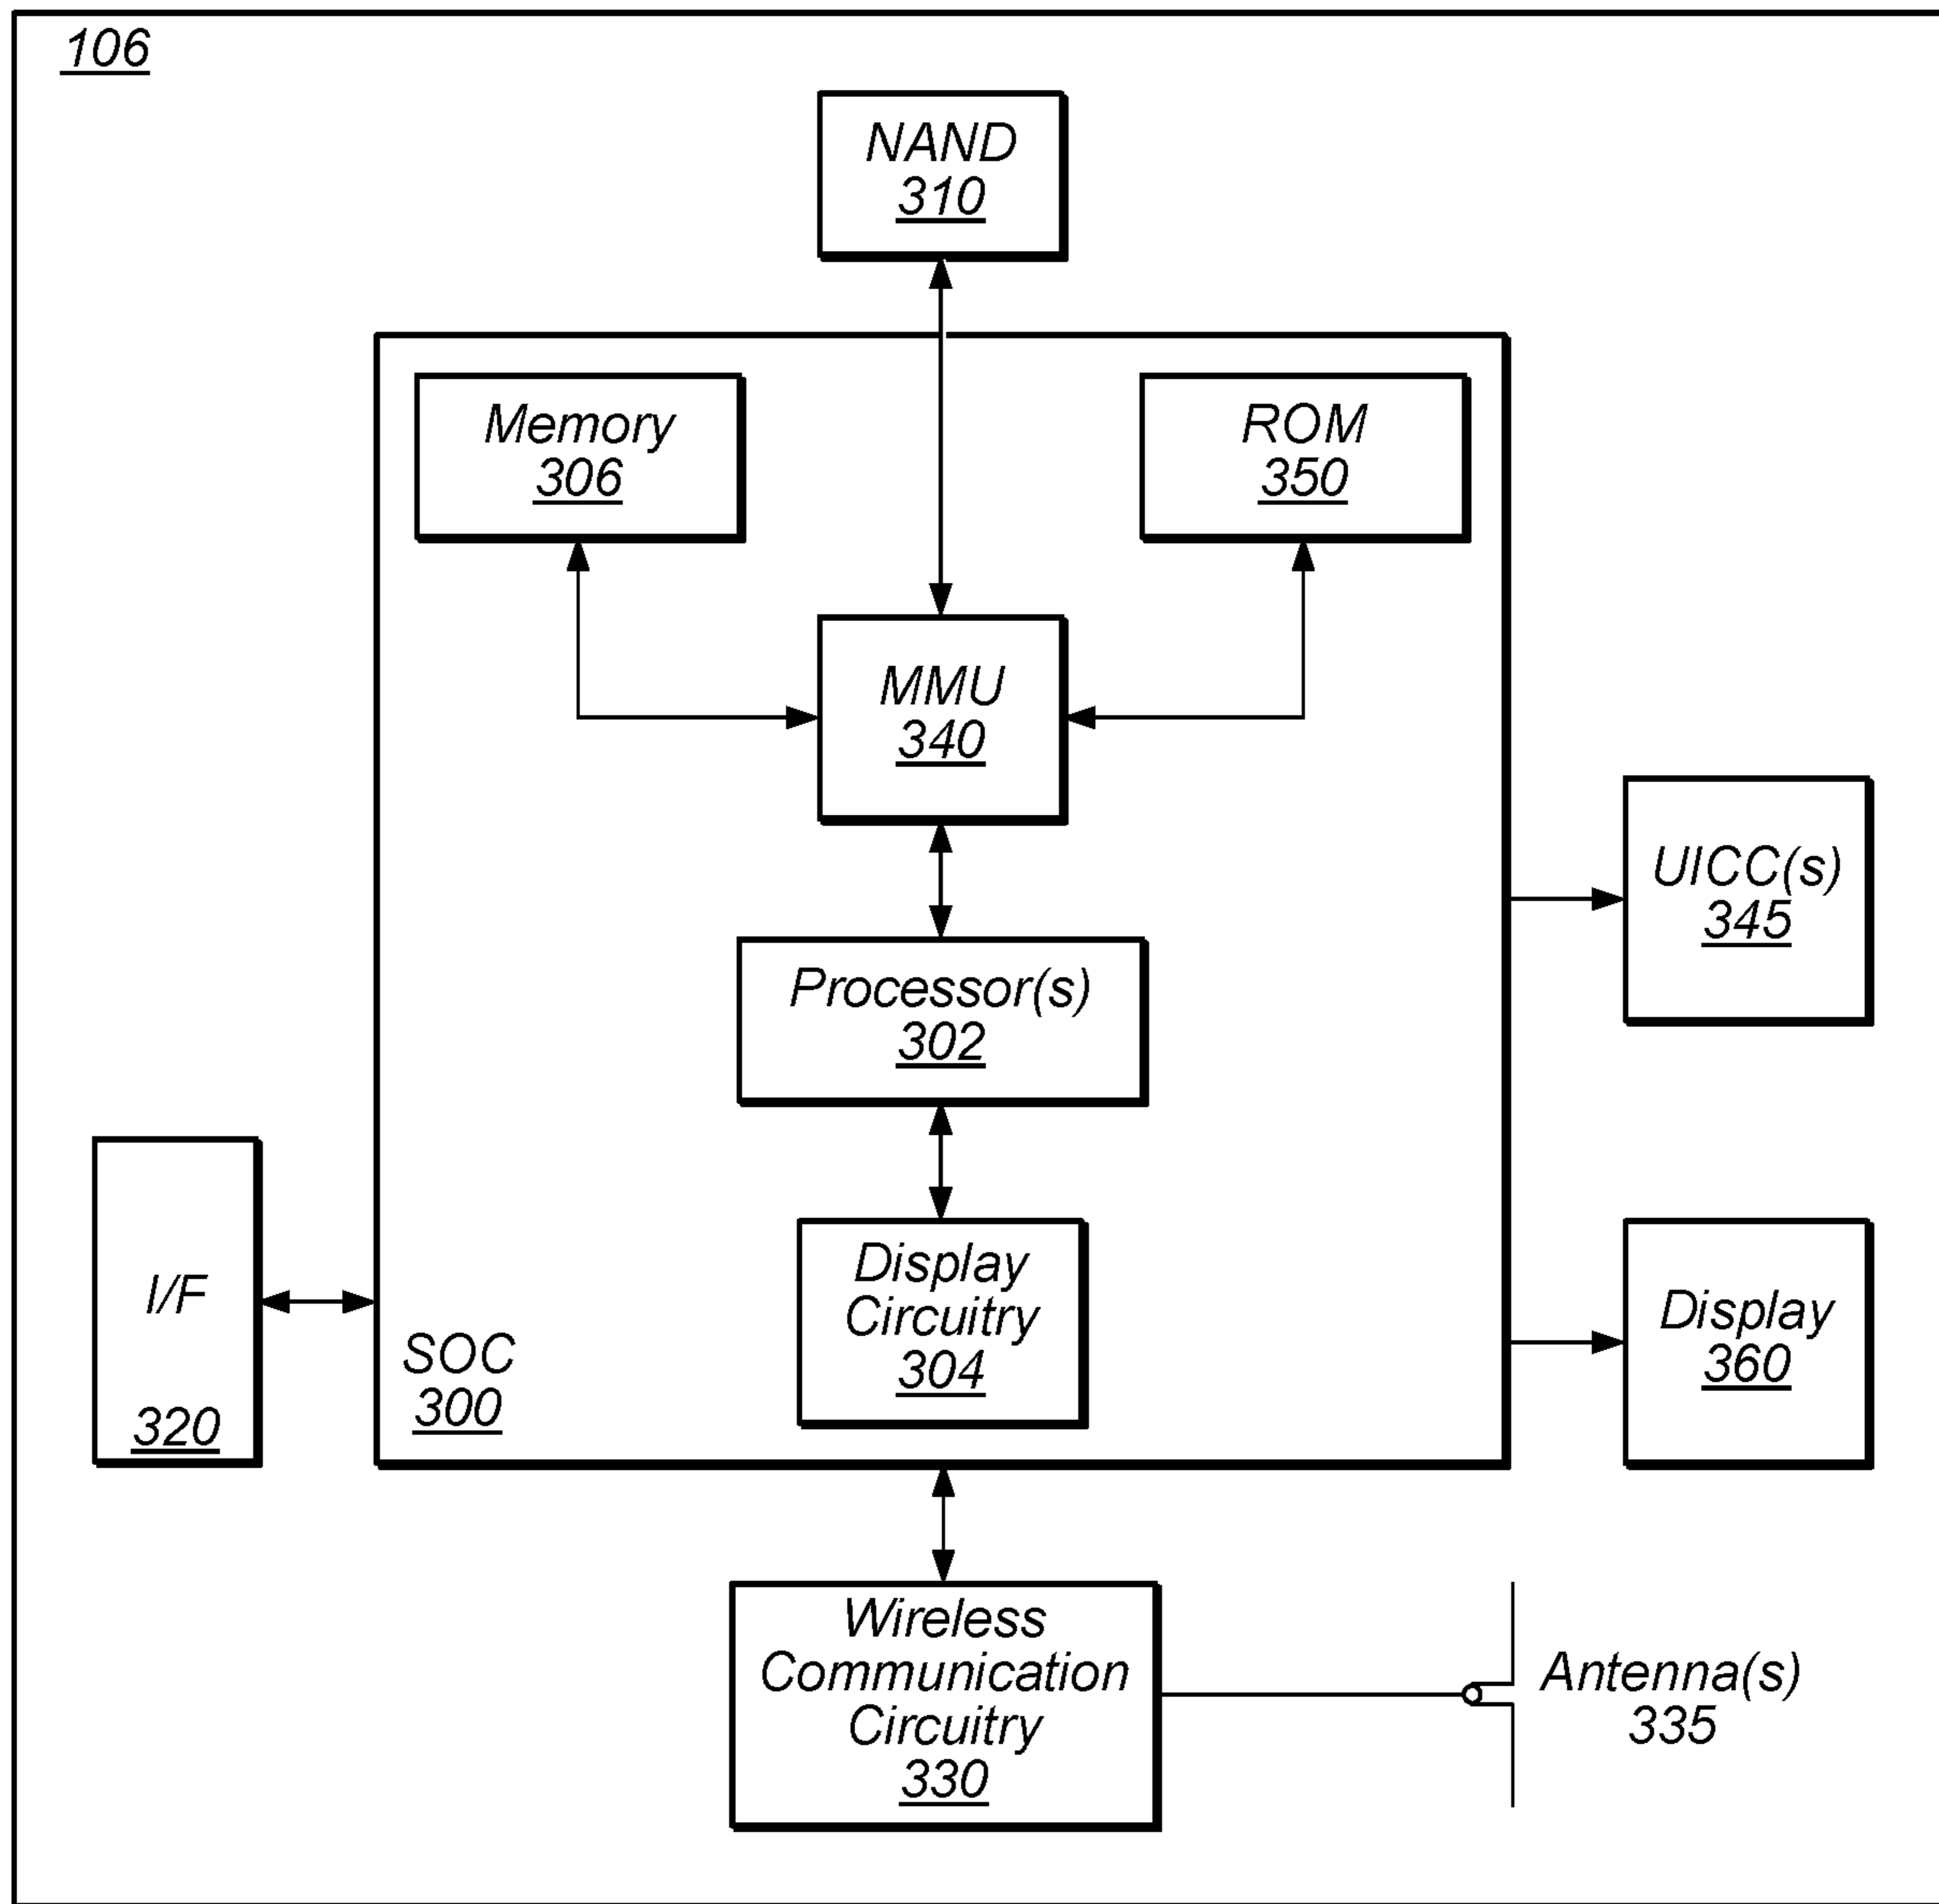 106
NAND
310
Memory
306
ROM
350
MMU
340
UICC(s)
345
Processor(s)
302
I/F
320
SOC
300
Display
Circuitry
304
Display
360
Wireless
Communication
Circuitry
330
Antenna(s)
335